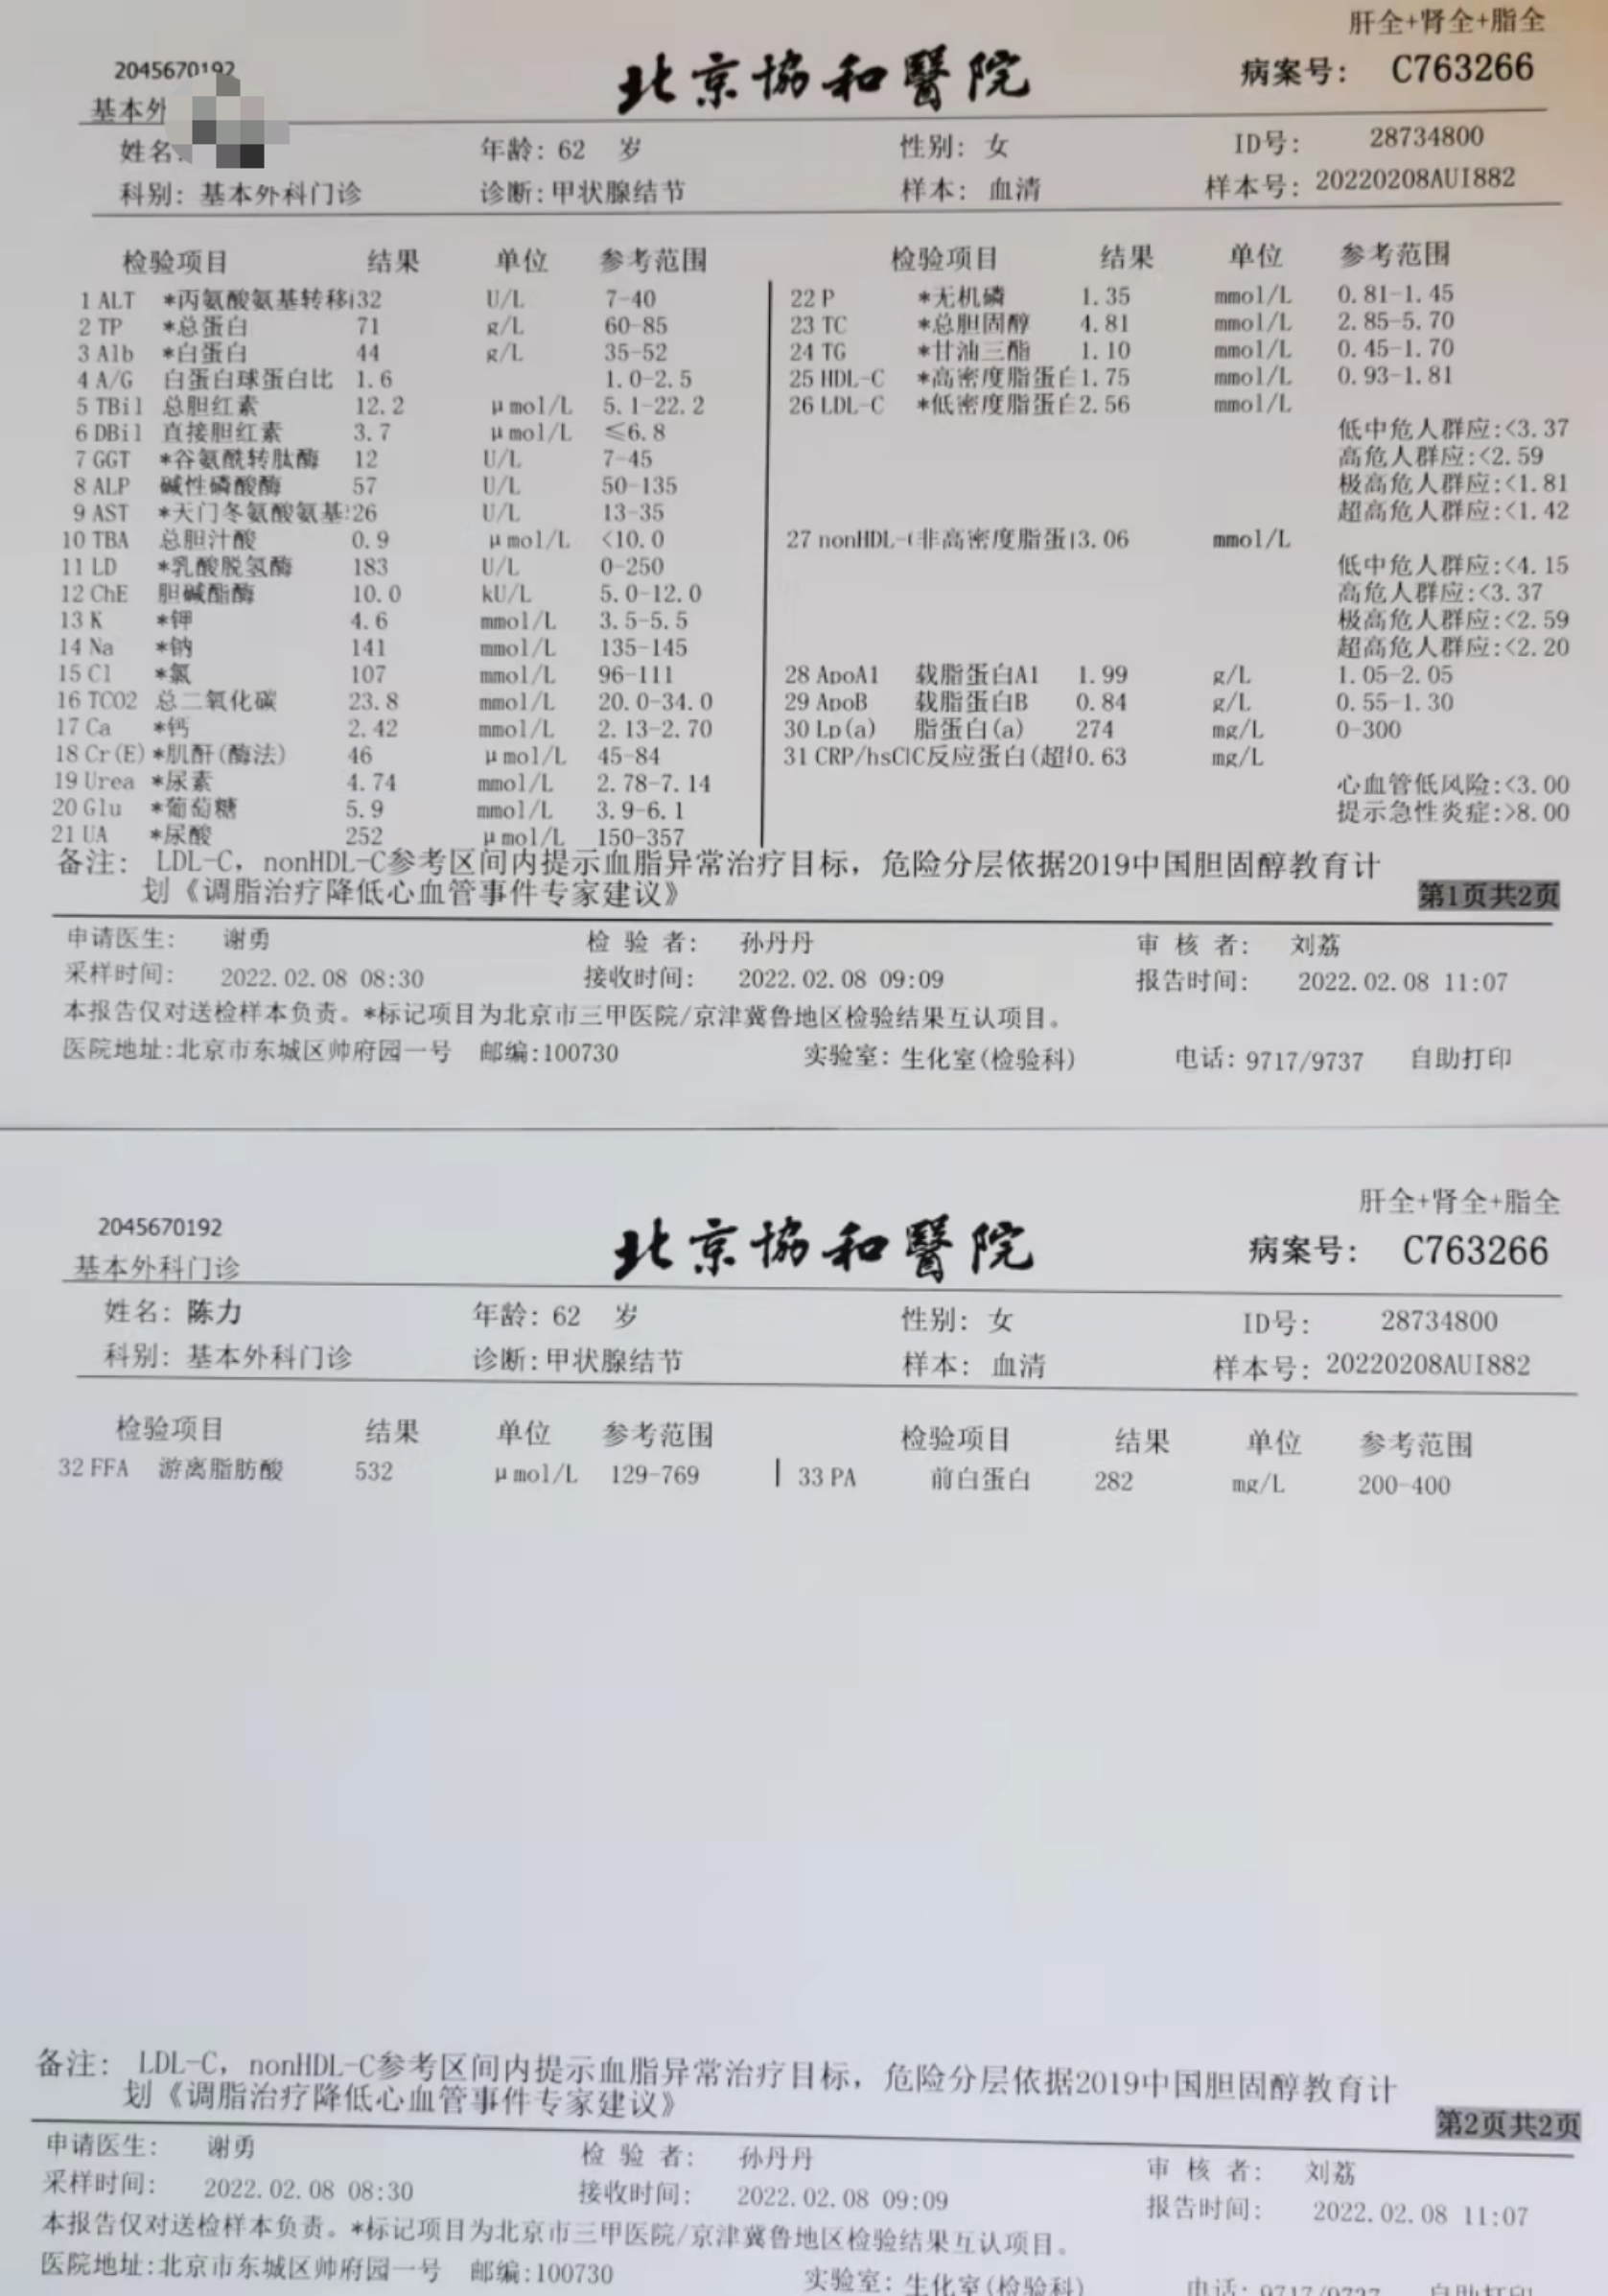 肝全+肾全+脂全
2045670192
北京協和醫院
病案号: C763266
基本外
姓名: 年龄: 62 岁 性别: 女 ID号: 28734800
科别: 基本外科门诊 诊断:甲状腺结节 样本: 血清 样本号: 20220208AUI882
检验项目 结果 单位 参考范围
1 ALT *丙氨酸氨基转移 32 U/L 7-40
2 TP *总蛋白 71 g/L 60-85
3 Alb *白蛋白 44 g/L 35-52
4 A/G 白蛋白球蛋白比 1.6 1.0-2.5
5 TBil 总胆红素 12.2 μmol/L 5.1-22.2
6 DBil 直接胆红素 3.7 μmol/L ≤6.8
7 GGT *谷氨酰转肽酶 12 U/L 7-45
8 ALP 碱性磷酸酶 57 U/L 50-135
9 AST *天门冬氨酸氨基 26 U/L 13-35
10 TBA 总胆汁酸 0.9 μmol/L <10.0
11 LD *乳酸脱氢酶 183 U/L 0-250
12 ChE 胆碱酯酶 10.0 kU/L 5.0-12.0
13 K *钾 4.6 mmol/L 3.5-5.5
14 Na *钠 141 mmol/L 135-145
15 Cl *氯 107 mmol/L 96-111
16 TCO2 总二氧化碳 23.8 mmol/L 20.0-34.0
17 Ca *钙 2.42 mmol/L 2.13-2.70
18 Cr(E) *肌酐(酶法) 46 μmol/L 45-84
19 Urea *尿素 4.74 mmol/L 2.78-7.14
20 Glu *葡萄糖 5.9 mmol/L 3.9-6.1
21 UA *尿酸 252 μmol/L 150-357
检验项目 结果 单位 参考范围
22 P *无机磷 1.35 mmol/L 0.81-1.45
23 TC *总胆固醇 4.81 mmol/L 2.85-5.70
24 TG *甘油三酯 1.10 mmol/L 0.45-1.70
25 HDL-C *高密度脂蛋白 1.75 mmol/L 0.93-1.81
26 LDL-C *低密度脂蛋白 2.56 mmol/L
低中危人群应:<3.37
高危人群应:<2.59
极高危人群应:<1.81
超高危人群应:<1.42
27 nonHDL- 非高密度脂蛋 3.06 mmol/L
低中危人群应:<4.15
高危人群应:<3.37
极高危人群应:<2.59
超高危人群应:<2.20
28 ApoA1 载脂蛋白A1 1.99 g/L 1.05-2.05
29 ApoB 载脂蛋白B 0.84 g/L 0.55-1.30
30 Lp(a) 脂蛋白(a) 274 mg/L 0-300
31 CRP/hsC C反应蛋白(超 0.63 mg/L
心血管低风险:<3.00
提示急性炎症:>8.00
备注: LDL-C, nonHDL-C参考区间内提示血脂异常治疗目标, 危险分层依据2019中国胆固醇教育计
划《调脂治疗降低心血管事件专家建议》
第1页共2页
申请医生: 谢勇 检 验 者: 孙丹丹 审 核 者: 刘荔
采样时间: 2022.02.08 08:30 接收时间: 2022.02.08 09:09 报告时间: 2022.02.08 11:07
本报告仅对送检样本负责。*标记项目为北京市三甲医院/京津冀鲁地区检验结果互认项目。
医院地址:北京市东城区帅府园一号 邮编:100730 实验室: 生化室(检验科) 电话: 9717/9737 自助打印
肝全+肾全+脂全
2045670192
北京協和醫院
病案号: C763266
基本外科门诊
姓名: 陈力 年龄: 62 岁 性别: 女 ID号: 28734800
科别: 基本外科门诊 诊断:甲状腺结节 样本: 血清 样本号: 20220208AUI882
检验项目 结果 单位 参考范围 检验项目 结果 单位 参考范围
32 FFA 游离脂肪酸 532 μmol/L 129-769 33 PA 前白蛋白 282 mg/L 200-400
备注: LDL-C, nonHDL-C参考区间内提示血脂异常治疗目标, 危险分层依据2019中国胆固醇教育计
划《调脂治疗降低心血管事件专家建议》
第2页共2页
申请医生: 谢勇 检 验 者: 孙丹丹 审 核 者: 刘荔
采样时间: 2022.02.08 08:30 接收时间: 2022.02.08 09:09 报告时间: 2022.02.08 11:07
本报告仅对送检样本负责。*标记项目为北京市三甲医院/京津冀鲁地区检验结果互认项目。
医院地址:北京市东城区帅府园一号 邮编:100730 实验室: 生化室(检验科) 电话: 9717/9737 自助打印